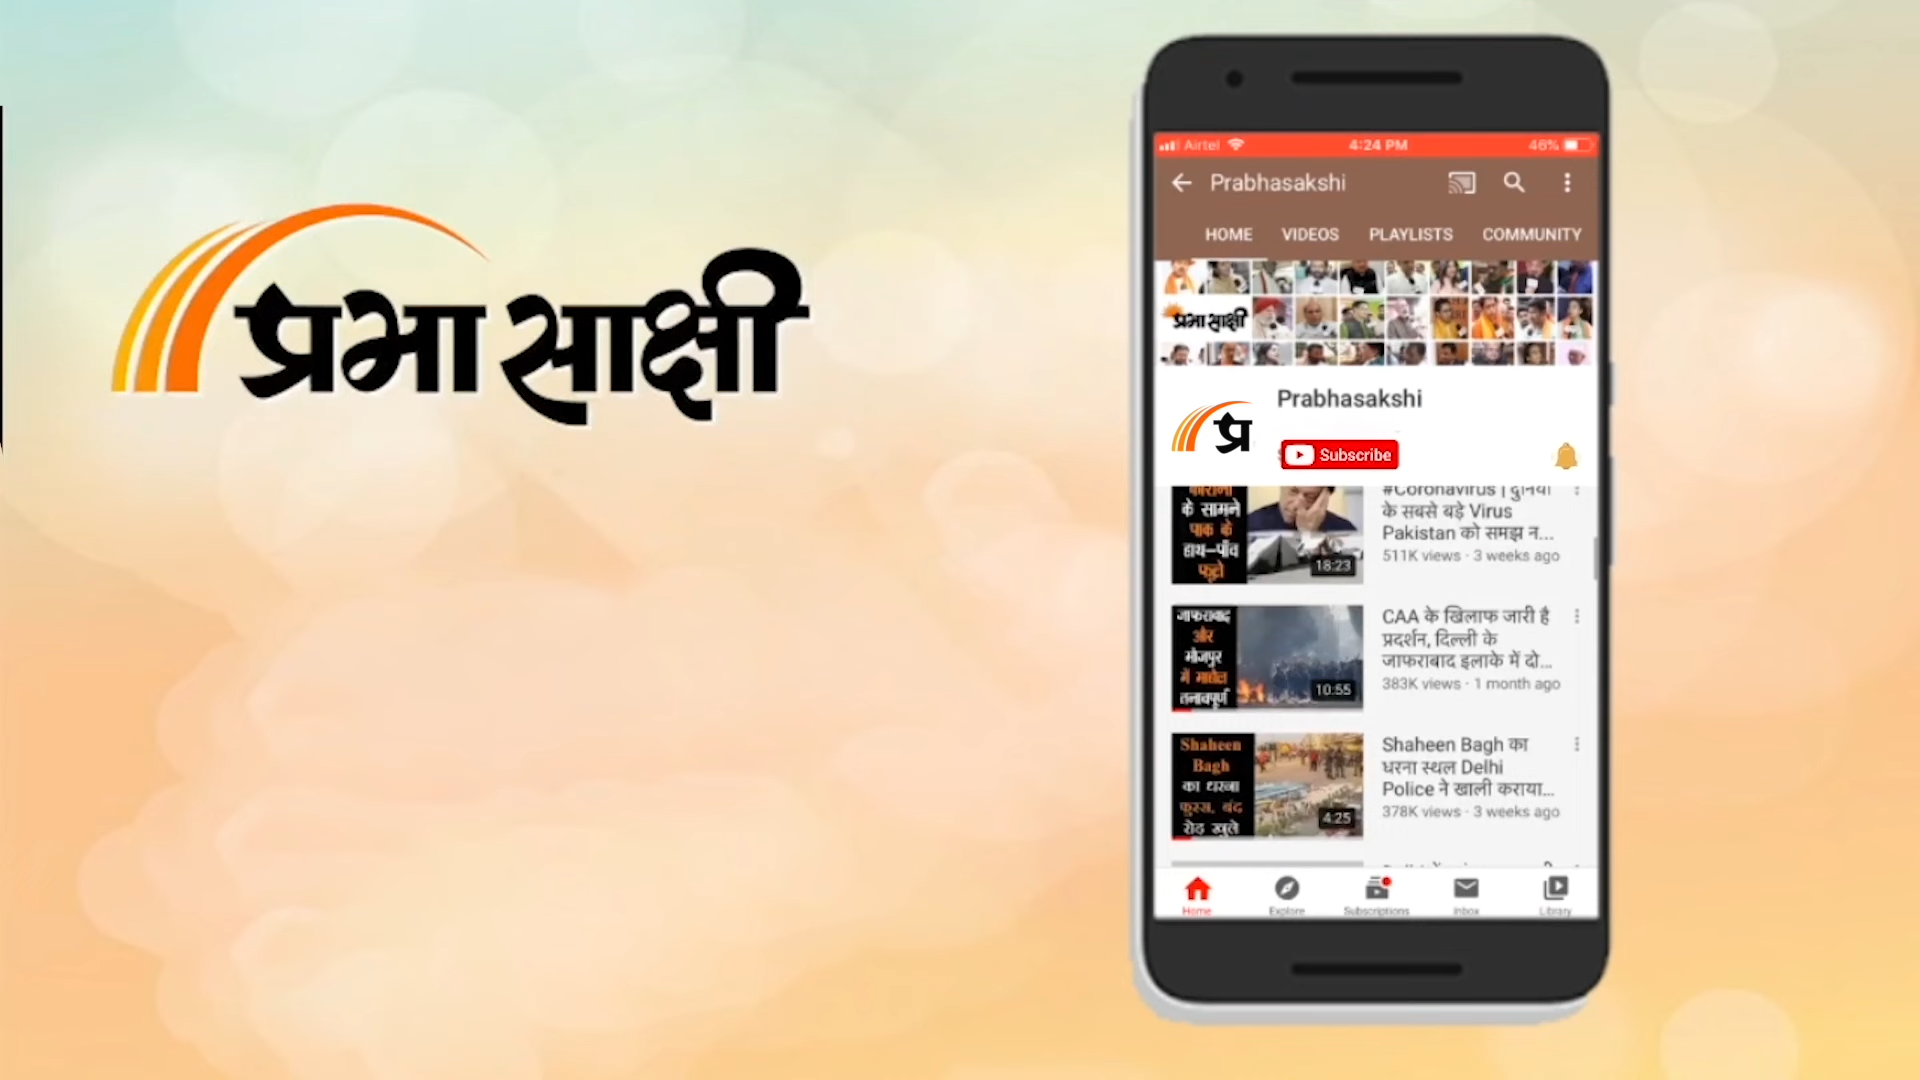 प्रभा साक्षी
Airtel 4:24 PM 46%
Prabhasakshi
HOME VIDEOS PLAYLISTS COMMUNITY
प्रभा साक्षी
Prabhasakshi
प्र
Subscribe
के सामने
पाक के
हाथ-पाँव
फूले
18:23
#Coronavirus | दुनिया
के सबसे बड़े Virus
Pakistan को समझ न...
511K views · 3 weeks ago
जाफराबाद
और
मौजपुर
में माहौल
तनावपूर्ण
10:55
CAA के खिलाफ जारी है
प्रदर्शन, दिल्ली के
जाफराबाद इलाके में दो...
383K views · 1 month ago
Shaheen
Bagh
का धरना
फुस्स, बंद
रोड खुले
4:25
Shaheen Bagh का
धरना स्थल Delhi
Police ने खाली कराया...
378K views · 3 weeks ago
Home Explore Subscriptions Inbox Library